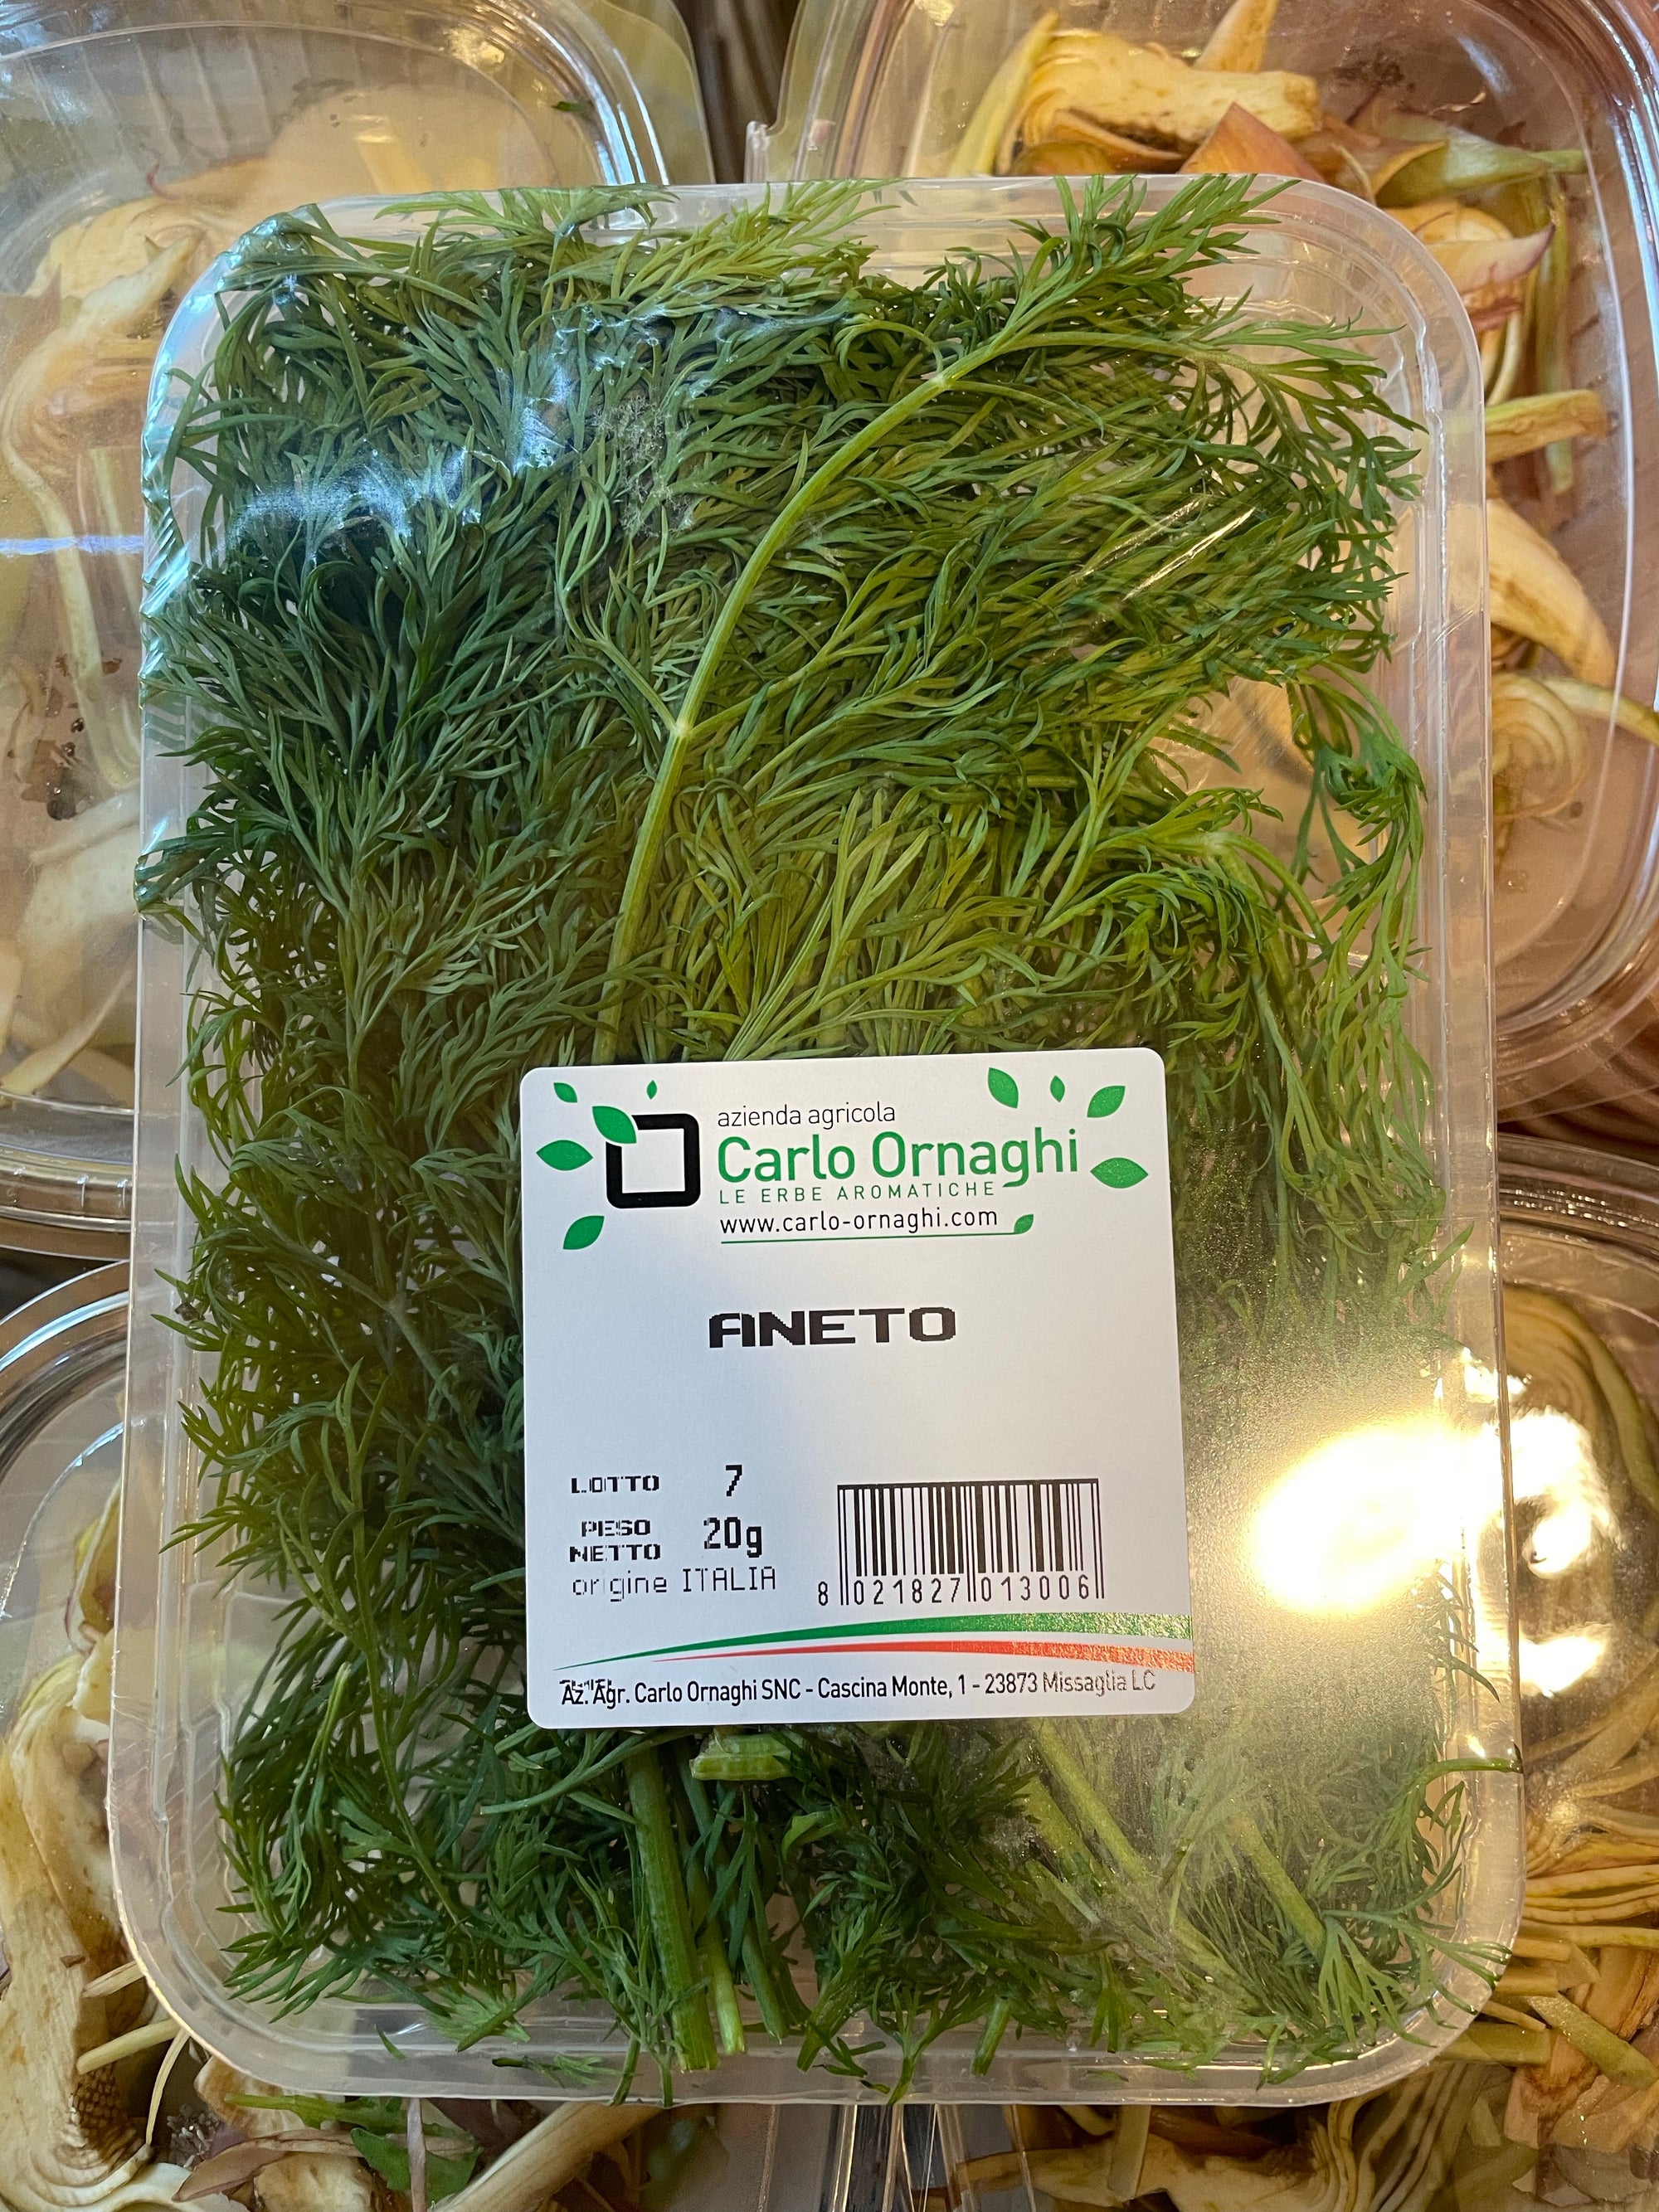 azienda agricola
Carlo Ornaghi
LE ERBE AROMATICHE
www.carlo-ornaghi.com
ANETO
LOTTO 7
PESO
NETTO 20g
origine ITALIA
8 021827 013006
Az. Agr. Carlo Ornaghi SNC - Cascina Monte, 1 - 23873 Missaglia LC